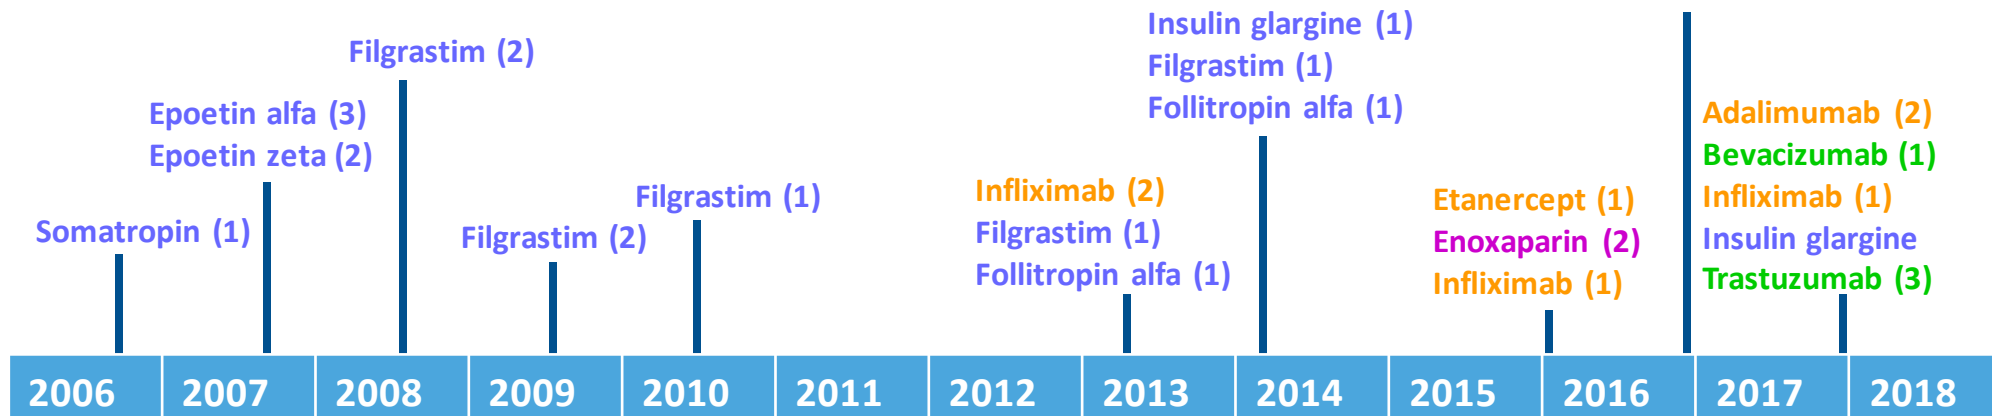 Somatropin (1)
Epoetin alfa (3)
Epoetin zeta (2)
Filgrastim (2)
Filgrastim (2)
Filgrastim (1)
Infliximab (2)
Filgrastim (1)
Follitropin alfa (1)
Insulin glargine (1)
Filgrastim (1)
Follitropin alfa (1)
Etanercept (1)
Enoxaparin (2)
Infliximab (1)
Adalimumab (2)
Bevacizumab (1)
Infliximab (1)
Insulin glargine
Trastuzumab (3)
2006 2007 2008 2009 2010 2011 2012 2013 2014 2015 2016 2017 2018